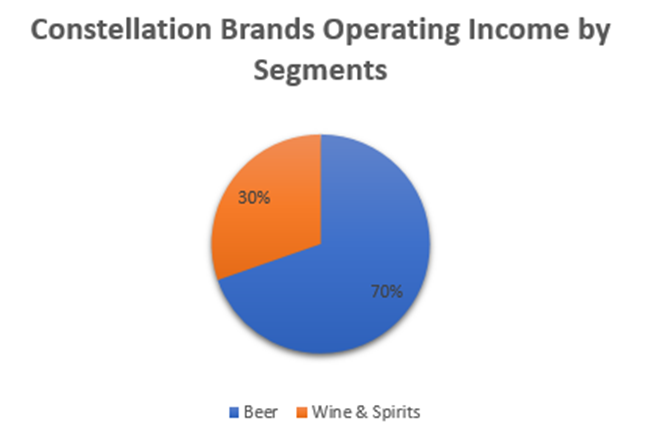 Constellation Brands Operating Income by
Segments
30%
70%
Beer Wine & Spirits